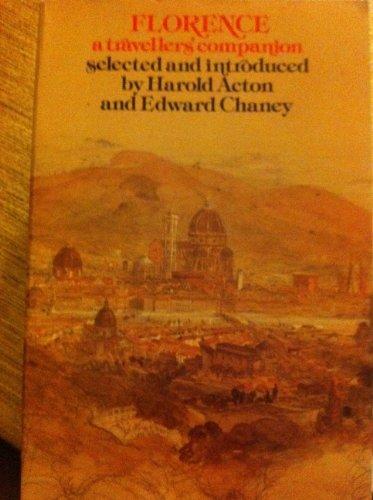 FLORENCE
a travellers' companion
selected and introduced
by Harold Acton
and Edward Chaney